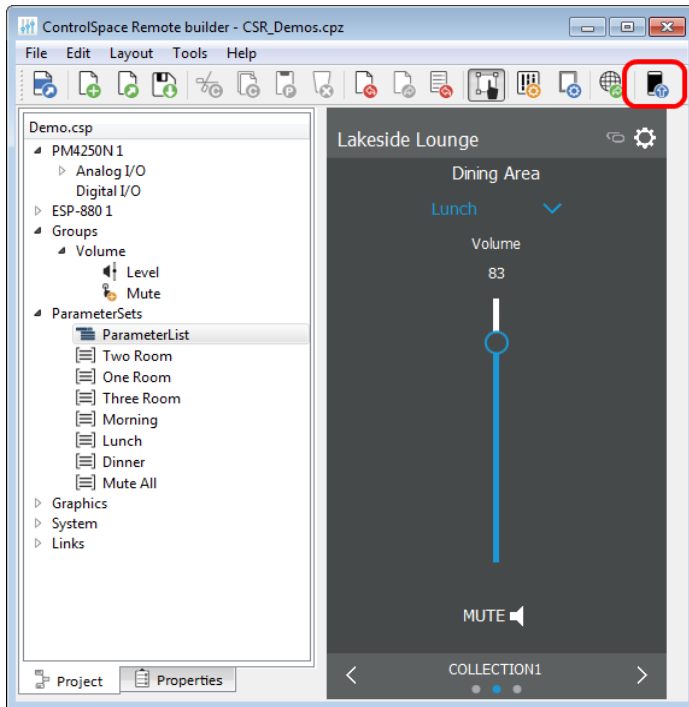 ControlSpace Remote builder - CSR_Demos.cpz
File Edit Layout Tools Help
Demo.csp
PM4250N 1
Analog I/O
Digital I/O
ESP-880 1
Groups
Volume
Level
Mute
ParameterSets
ParameterList
Two Room
One Room
Three Room
Morning
Lunch
Dinner
Mute All
Graphics
System
Links
Project Properties
Lakeside Lounge
Dining Area
Lunch
Volume
83
MUTE
COLLECTION1